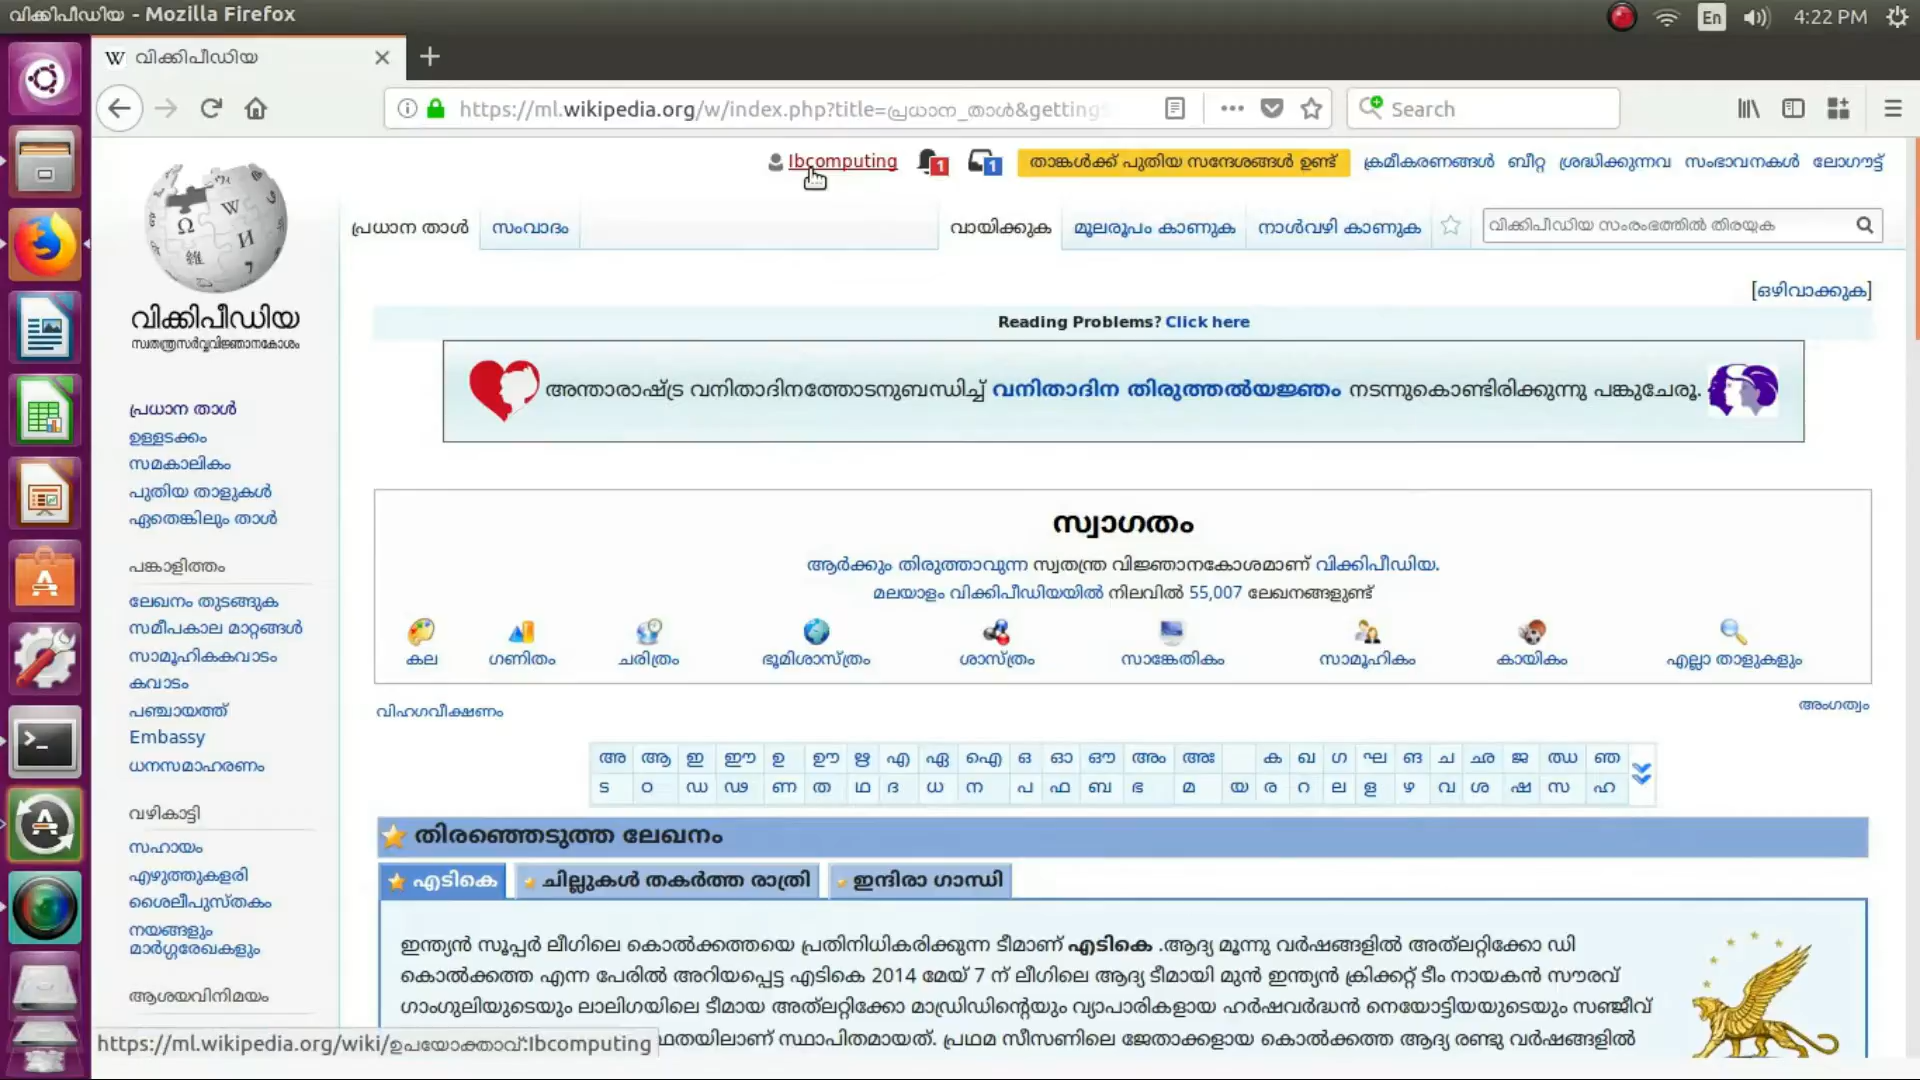 വിക്കിപീഡിയ - Mozilla Firefox
En
4:22 PM
W വിക്കിപീഡിയ
https://ml.wikipedia.org/w/index.php?title=പ്രധാന_താൾ&getting
Search
Ibcomputing
1
1
താങ്കൾക്ക് പുതിയ സന്ദേശങ്ങൾ ഉണ്ട്
ക്രമീകരണങ്ങൾ
ബീറ്റ
ശ്രദ്ധിക്കുന്നവ
സംഭാവനകൾ
ലോഗൗട്ട്
പ്രധാന താൾ
സംവാദം
വായിക്കുക
മൂലരൂപം കാണുക
നാൾവഴി കാണുക
വിക്കിപീഡിയ സംരംഭത്തിൽ തിരയുക
വിക്കിപീഡിയ
സ്വതന്ത്രസർവ്വവിജ്ഞാനകോശം
[ഒഴിവാക്കുക]
Reading Problems? Click here
അന്താരാഷ്ട്ര വനിതാദിനത്തോടനുബന്ധിച്ച് വനിതാദിന തിരുത്തൽയജ്ഞം നടന്നുകൊണ്ടിരിക്കുന്നു പങ്കുചേരൂ.
പ്രധാന താൾ
ഉള്ളടക്കം
സമകാലികം
പുതിയ താളുകൾ
ഏതെങ്കിലും താൾ
പങ്കാളിത്തം
ലേഖനം തുടങ്ങുക
സമീപകാല മാറ്റങ്ങൾ
സാമൂഹികകവാടം
കവാടം
പഞ്ചായത്ത്
Embassy
ധനസമാഹരണം
വഴികാട്ടി
സഹായം
എഴുത്തുകളരി
ശൈലീപുസ്തകം
നയങ്ങളും
മാർഗ്ഗരേഖകളും
ആശയവിനിമയം
സ്വാഗതം
ആർക്കും തിരുത്താവുന്ന സ്വതന്ത്ര വിജ്ഞാനകോശമാണ് വിക്കിപീഡിയ.
മലയാളം വിക്കിപീഡിയയിൽ നിലവിൽ 55,007 ലേഖനങ്ങളുണ്ട്
കല
ഗണിതം
ചരിത്രം
ഭൂമിശാസ്ത്രം
ശാസ്ത്രം
സാങ്കേതികം
സാമൂഹികം
കായികം
എല്ലാ താളുകളും
വിഹഗവീക്ഷണം
അംഗത്വം
അ ആ ഇ ഈ ഉ ഊ ഋ എ ഏ ഐ ഒ ഓ ഔ അം അഃ ക ഖ ഗ ഘ ങ ച ഛ ജ ഝ ഞ
ട ഠ ഡ ഢ ണ ത ഥ ദ ധ ന പ ഫ ബ ഭ മ യ ര റ ല ള ഴ വ ശ ഷ സ ഹ
തിരഞ്ഞെടുത്ത ലേഖനം
എടികെ
ചില്ലുകൾ തകർത്ത രാത്രി
ഇന്ദിരാ ഗാന്ധി
ഇന്ത്യൻ സൂപ്പർ ലീഗിലെ കൊൽക്കത്തയെ പ്രതിനിധികരിക്കുന്ന ടീമാണ് എടികെ .ആദ്യ മൂന്നു വർഷങ്ങളിൽ അത്‌ലറ്റിക്കോ ഡി
കൊൽക്കത്ത എന്ന പേരിൽ അറിയപ്പെട്ട എടികെ 2014 മേയ് 7 ന് ലീഗിലെ ആദ്യ ടീമായി മുൻ ഇന്ത്യൻ ക്രിക്കറ്റ് ടീം നായകൻ സൗരവ്
ഗാംഗുലിയുടെയും ലാലിഗയിലെ ടീമായ അത്‌ലറ്റിക്കോ മാഡ്രിഡിന്റെയും വ്യാപാരികളായ ഹർഷവർദ്ധൻ നെയോട്ടിയയുടെയും സഞ്ജീവ്
സ്ഥാപിതമായത്. പ്രഥമ സീസണിലെ ജേതാക്കളായ കൊൽക്കത്ത ആദ്യ രണ്ടു വർഷങ്ങളിൽ
https://ml.wikipedia.org/wiki/ഉപയോക്താവ്:Ibcomputing